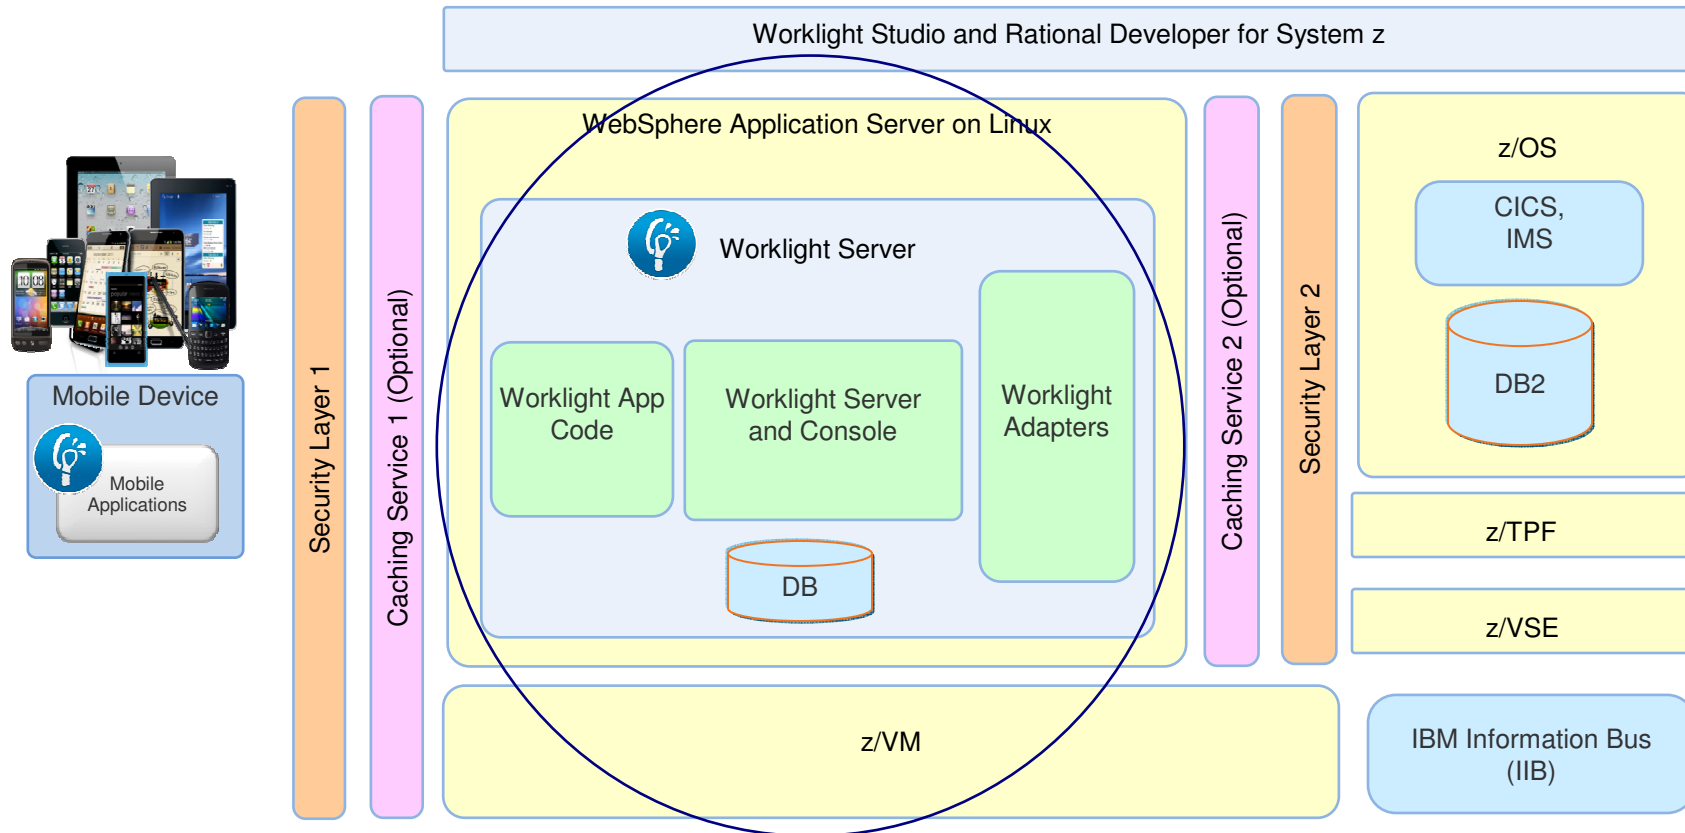 Worklight Studio and Rational Developer for System z
Mobile Device
Mobile
Applications
Security Layer 1
Caching Service 1 (Optional)
WebSphere Application Server on Linux
Worklight Server
Worklight App
Code
Worklight Server
and Console
Worklight
Adapters
DB
z/VM
Caching Service 2 (Optional)
Security Layer 2
z/OS
CICS,
IMS
DB2
z/TPF
z/VSE
IBM Information Bus
(IIB)